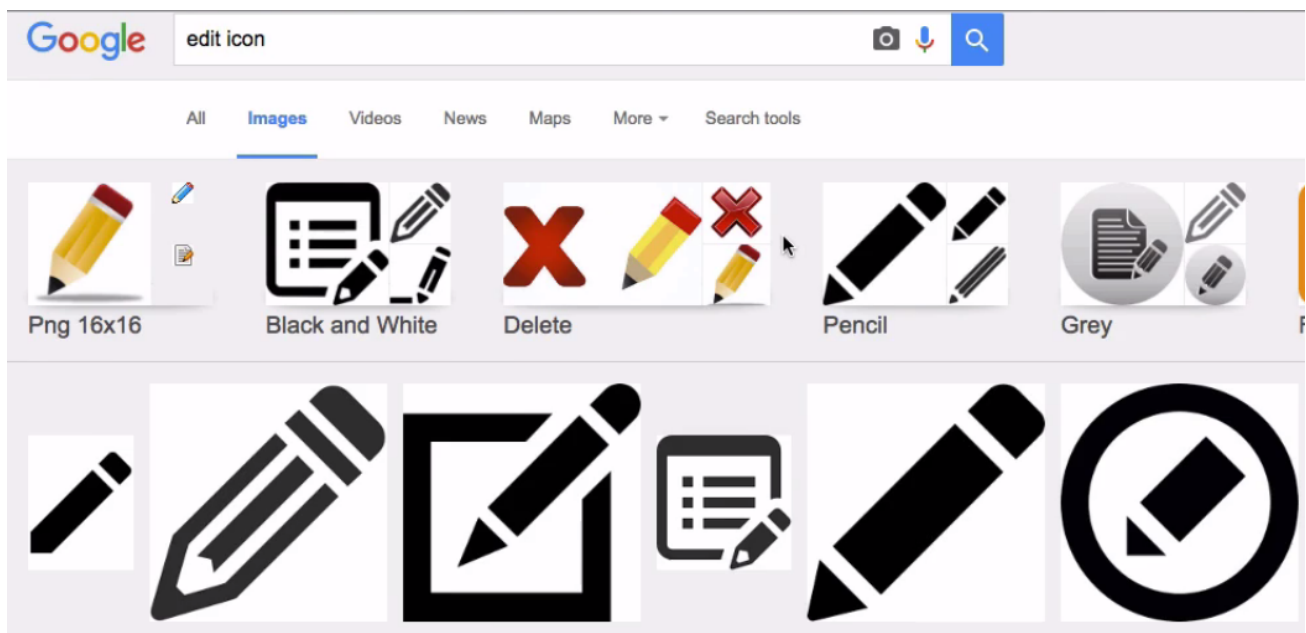 Google edit icon
All Images Videos News Maps More Search tools
Png 16x16 Black and White Delete Pencil Grey